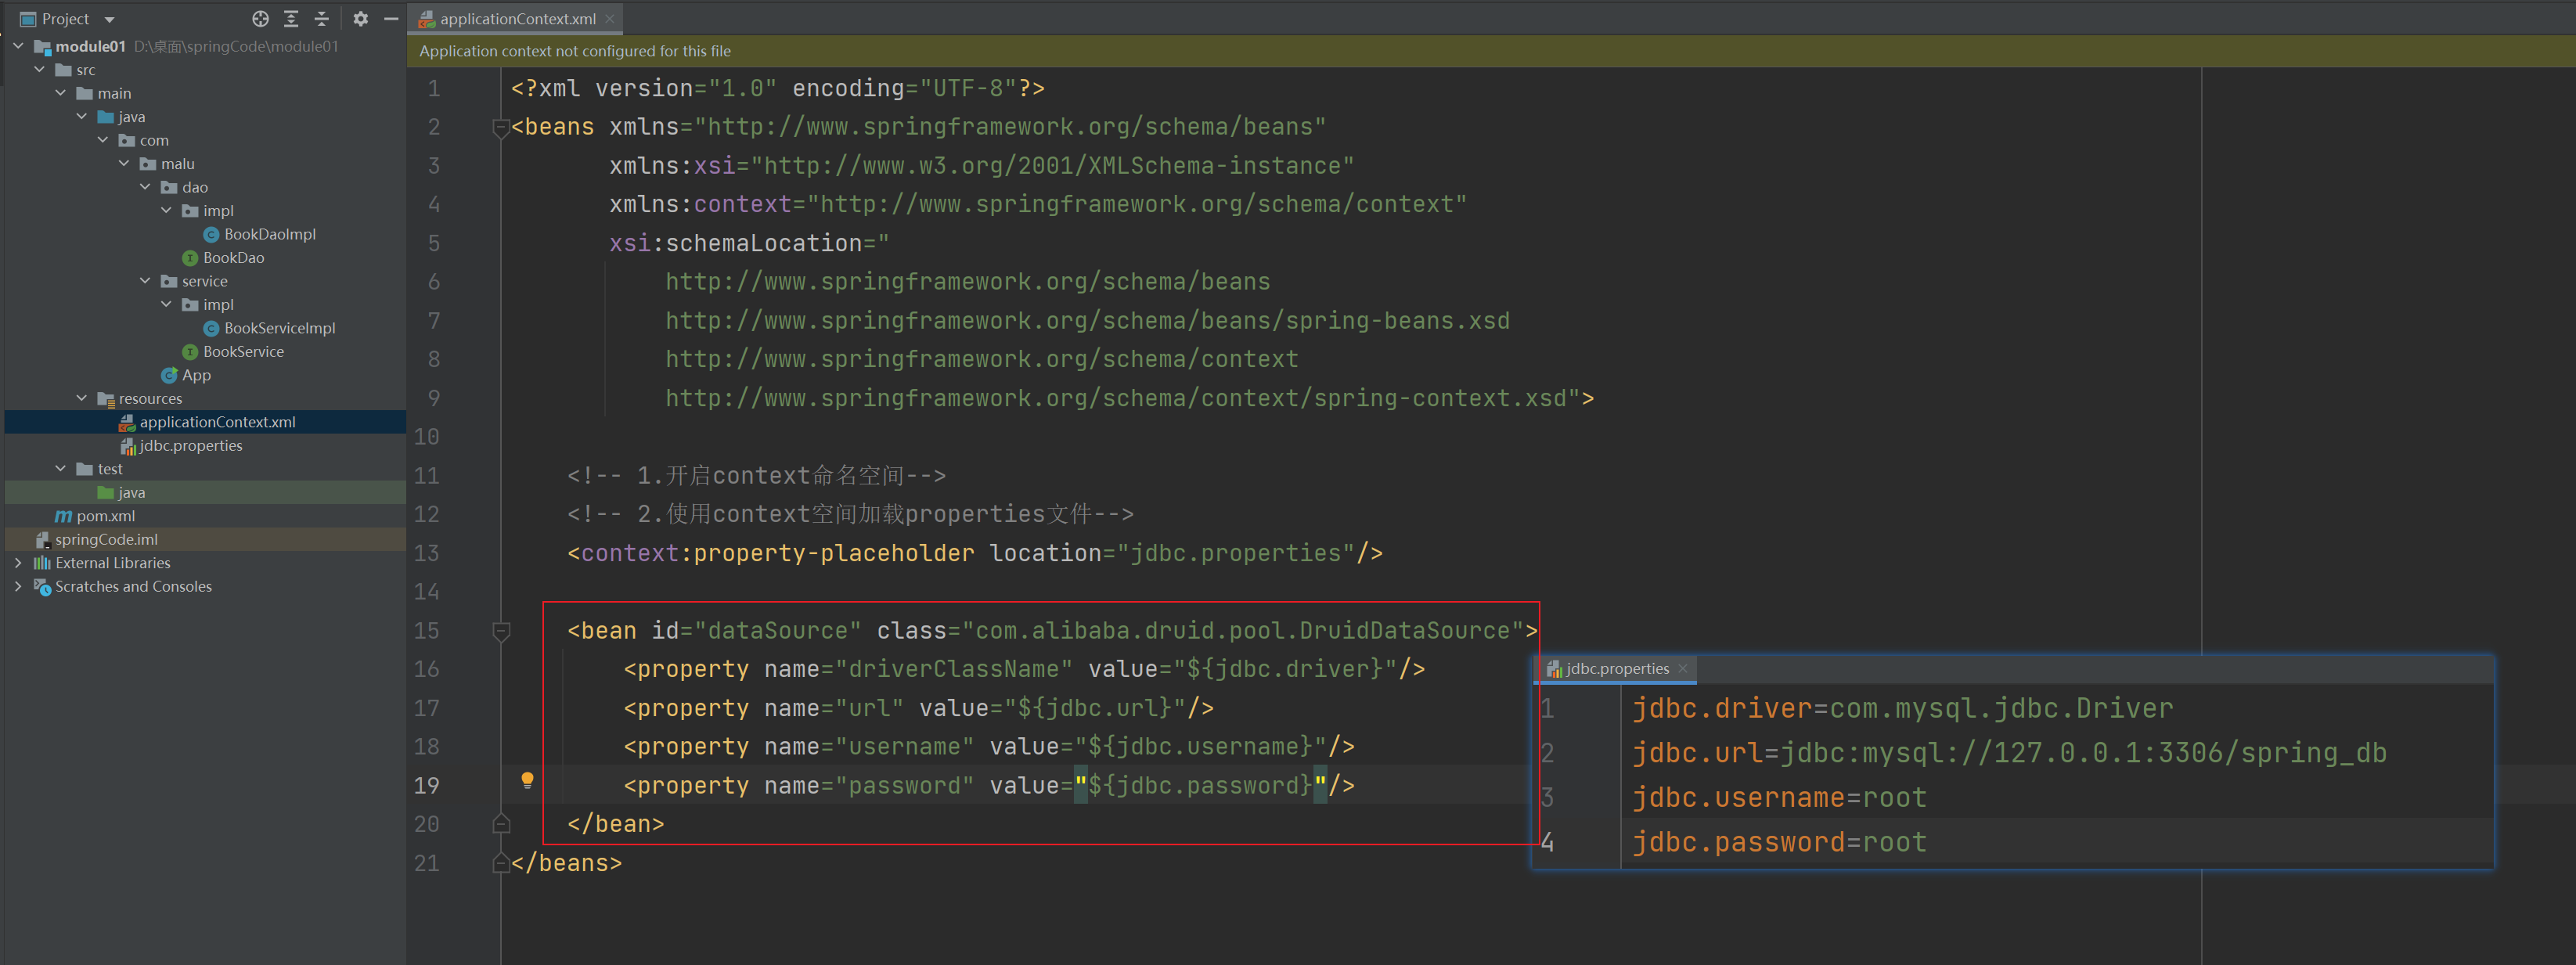 Project
module01 D:\桌面\springCode\module01
src
main
java
com
malu
dao
impl
BookDaoImpl
BookDao
service
impl
BookServiceImpl
BookService
App
resources
applicationContext.xml
jdbc.properties
test
java
pom.xml
springCode.iml
External Libraries
Scratches and Consoles
applicationContext.xml
Application context not configured for this file
1 <?xml version="1.0" encoding="UTF-8"?>
2 <beans xmlns="http://www.springframework.org/schema/beans"
3 xmlns:xsi="http://www.w3.org/2001/XMLSchema-instance"
4 xmlns:context="http://www.springframework.org/schema/context"
5 xsi:schemaLocation="
6 http://www.springframework.org/schema/beans
7 http://www.springframework.org/schema/beans/spring-beans.xsd
8 http://www.springframework.org/schema/context
9 http://www.springframework.org/schema/context/spring-context.xsd">
10
11 <!-- 1.开启context命名空间-->
12 <!-- 2.使用context空间加载properties文件-->
13 <context:property-placeholder location="jdbc.properties"/>
14
15 <bean id="dataSource" class="com.alibaba.druid.pool.DruidDataSource">
16 <property name="driverClassName" value="${jdbc.driver}"/>
17 <property name="url" value="${jdbc.url}"/>
18 <property name="username" value="${jdbc.username}"/>
19 <property name="password" value="${jdbc.password}"/>
20 </bean>
21 </beans>
jdbc.properties
1 jdbc.driver=com.mysql.jdbc.Driver
2 jdbc.url=jdbc:mysql://127.0.0.1:3306/spring_db
3 jdbc.username=root
4 jdbc.password=root